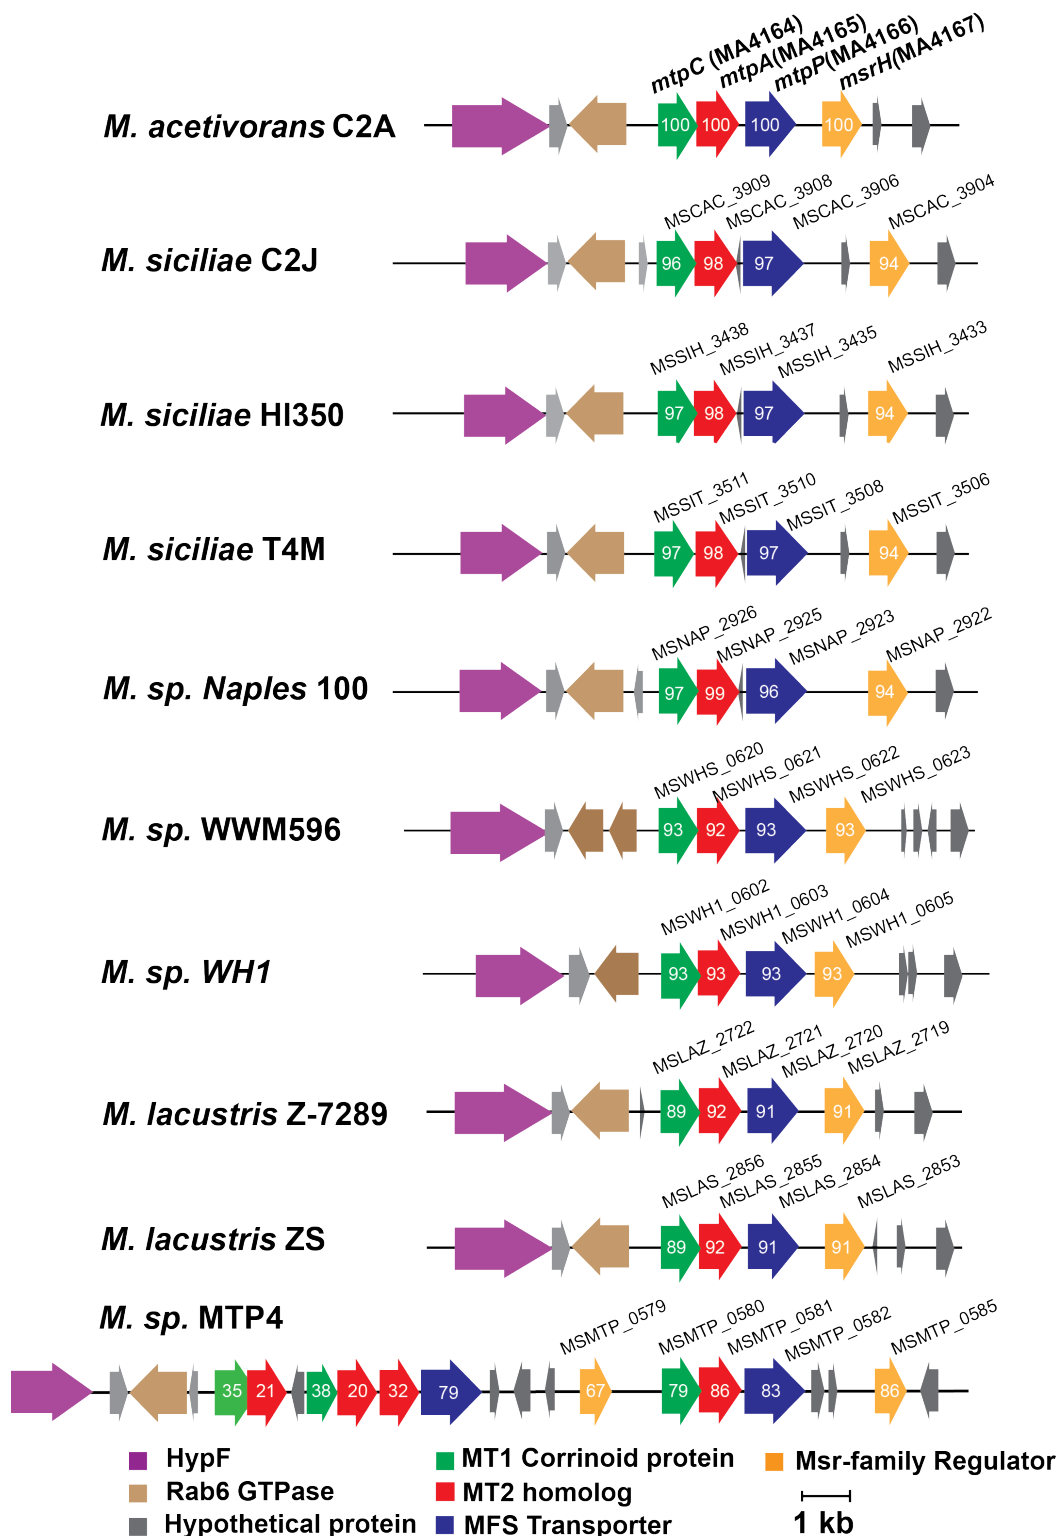 mtpC (MA4164)
mtpA(MA4165)
mtpP(MA4166)
msrH(MA4167)
M. acetivorans C2A
100 100 100 100
MSCAC_3909
MSCAC_3908
MSCAC_3906
MSCAC_3904
M. siciliae C2J
96 98 97 94
MSSIH_3438
MSSIH_3437
MSSIH_3435
MSSIH_3433
M. siciliae HI350
97 98 97 94
MSSIT_3511
MSSIT_3510
MSSIT_3508
MSSIT_3506
M. siciliae T4M
97 98 97 94
MSNAP_2926
MSNAP_2925
MSNAP_2923
MSNAP_2922
M. sp. Naples 100
97 99 96 94
MSWHS_0620
MSWHS_0621
MSWHS_0622
MSWHS_0623
M. sp. WWM596
93 92 93 93
MSWH1_0602
MSWH1_0603
MSWH1_0604
MSWH1_0605
M. sp. WH1
93 93 93 93
MSLAZ_2722
MSLAZ_2721
MSLAZ_2720
MSLAZ_2719
M. lacustris Z-7289
89 92 91 91
MSLAS_2856
MSLAS_2855
MSLAS_2854
MSLAS_2853
M. lacustris ZS
89 92 91 91
M. sp. MTP4
MSMTP_0579
MSMTP_0580
MSMTP_0581
MSMTP_0582
MSMTP_0585
35 21 38 20 32 79 67 79 86 83 86
HypF
MT1 Corrinoid protein
Msr-family Regulator
Rab6 GTPase
MT2 homolog
Hypothetical protein
MFS Transporter
1 kb